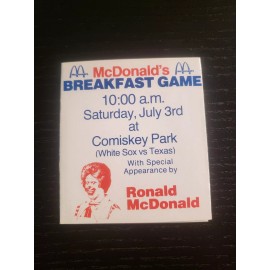 McDonald's
BREAKFAST GAME
10:00 a.m.
Saturday, July 3rd
at
Comiskey Park
(White Sox vs Texas)
With Special
Appearance by
Ronald
McDonald